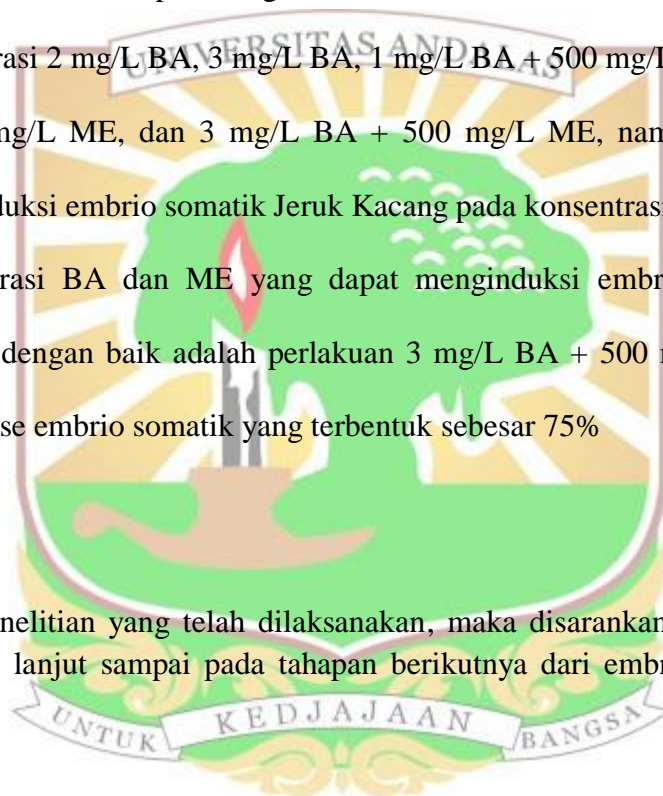 UNIVERSITAS ANDALAS
rasi 2 mg/L BA, 3 mg/L BA, 1 mg/L BA + 500 mg/L
mg/L ME, dan 3 mg/L BA + 500 mg/L ME, nam
duksi embrio somatik Jeruk Kacang pada konsentrasi
rasi BA dan ME yang dapat menginduksi embr
dengan baik adalah perlakuan 3 mg/L BA + 500
se embrio somatik yang terbentuk sebesar 75%
nelitian yang telah dilaksanakan, maka disarankan
lanjut sampai pada tahapan berikutnya dari embr
UNTUK KEDJAJAAN BANGSA